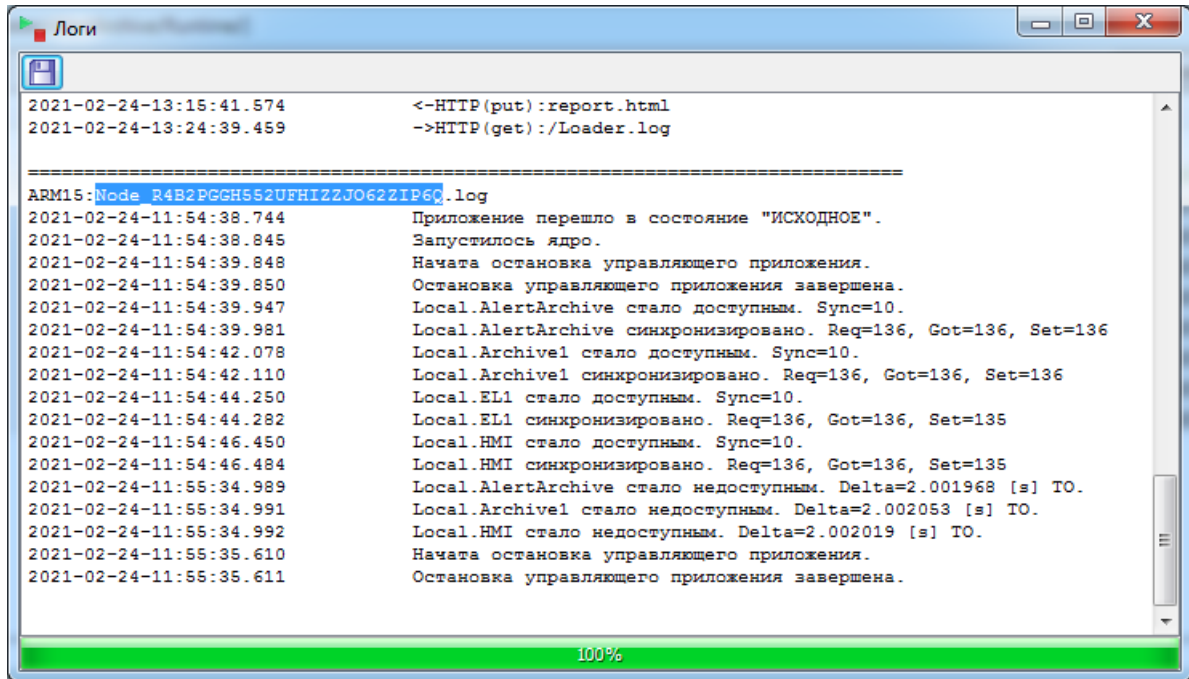 Логи
2021-02-24-13:15:41.574 <-HTTP(put):report.html
2021-02-24-13:24:39.459 ->HTTP(get):/Loader.log
================================================================================
ARM15:Node_R4B2PGGH552UFHIZZJO62ZIP6Q.log
2021-02-24-11:54:38.744 Приложение перешло в состояние "ИСХОДНОЕ".
2021-02-24-11:54:38.845 Запустилось ядро.
2021-02-24-11:54:39.848 Начата остановка управляющего приложения.
2021-02-24-11:54:39.850 Остановка управляющего приложения завершена.
2021-02-24-11:54:39.947 Local.AlertArchive стало доступным. Sync=10.
2021-02-24-11:54:39.981 Local.AlertArchive синхронизировано. Req=136, Got=136, Set=136
2021-02-24-11:54:42.078 Local.Archive1 стало доступным. Sync=10.
2021-02-24-11:54:42.110 Local.Archive1 синхронизировано. Req=136, Got=136, Set=136
2021-02-24-11:54:44.250 Local.EL1 стало доступным. Sync=10.
2021-02-24-11:54:44.282 Local.EL1 синхронизировано. Req=136, Got=136, Set=135
2021-02-24-11:54:46.450 Local.HMI стало доступным. Sync=10.
2021-02-24-11:54:46.484 Local.HMI синхронизировано. Req=136, Got=136, Set=135
2021-02-24-11:55:34.989 Local.AlertArchive стало недоступным. Delta=2.001968 [s] TO.
2021-02-24-11:55:34.991 Local.Archive1 стало недоступным. Delta=2.002053 [s] TO.
2021-02-24-11:55:34.992 Local.HMI стало недоступным. Delta=2.002019 [s] TO.
2021-02-24-11:55:35.610 Начата остановка управляющего приложения.
2021-02-24-11:55:35.611 Остановка управляющего приложения завершена.
100%